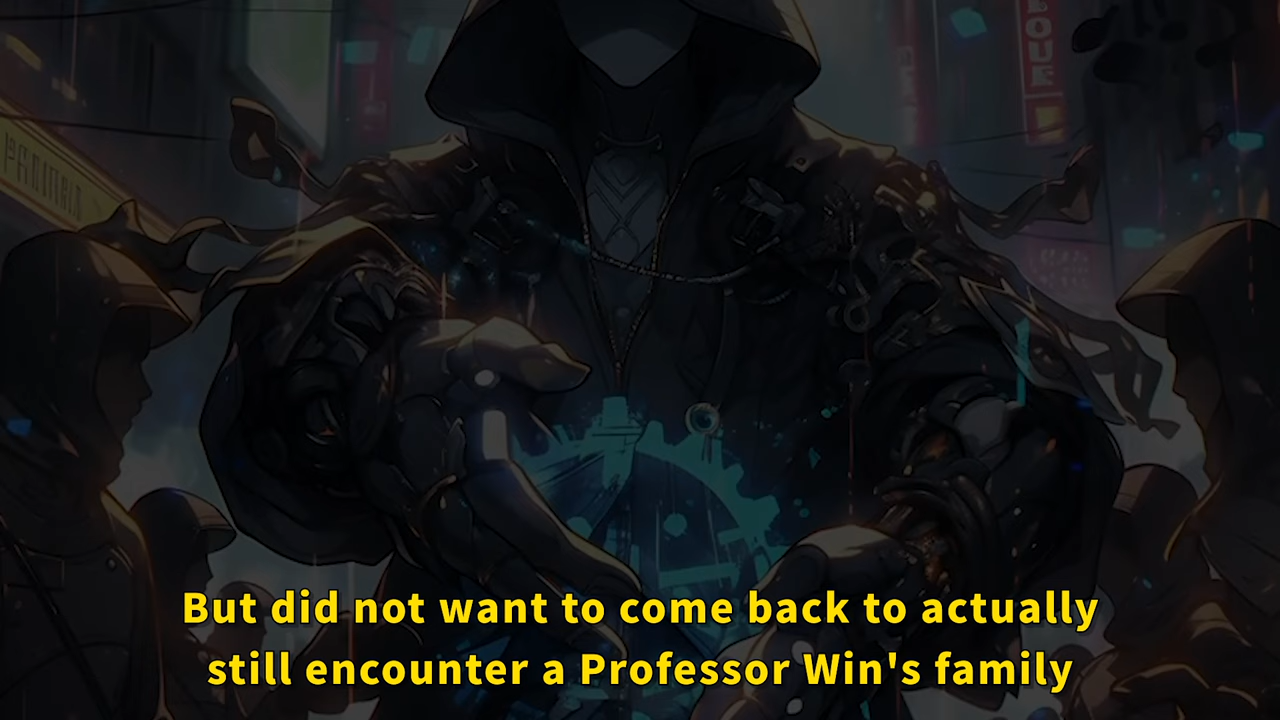 But did not want to come back to actually
still encounter a Professor Win's family